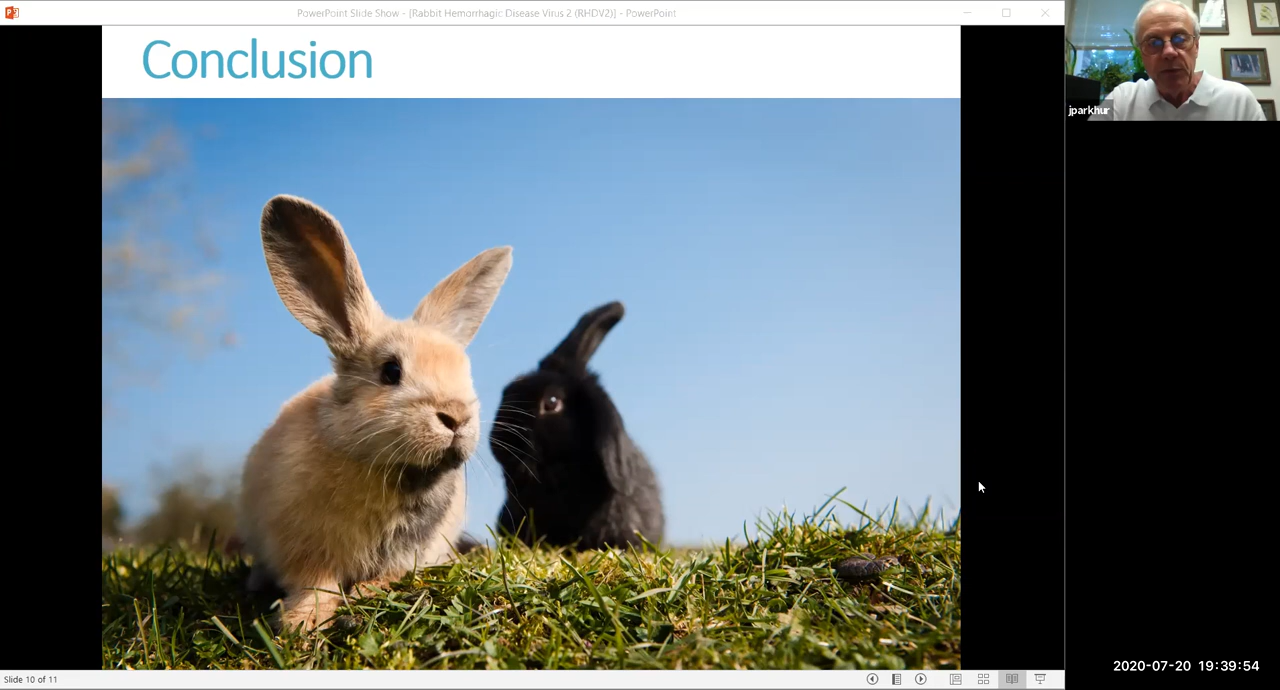 PowerPoint Slide Show - [Rabbit Hemorrhagic Disease Virus 2 (RHDV2)] - PowerPoint
Conclusion
jparkhur
Slide 10 of 11
2020-07-20 19:39:54